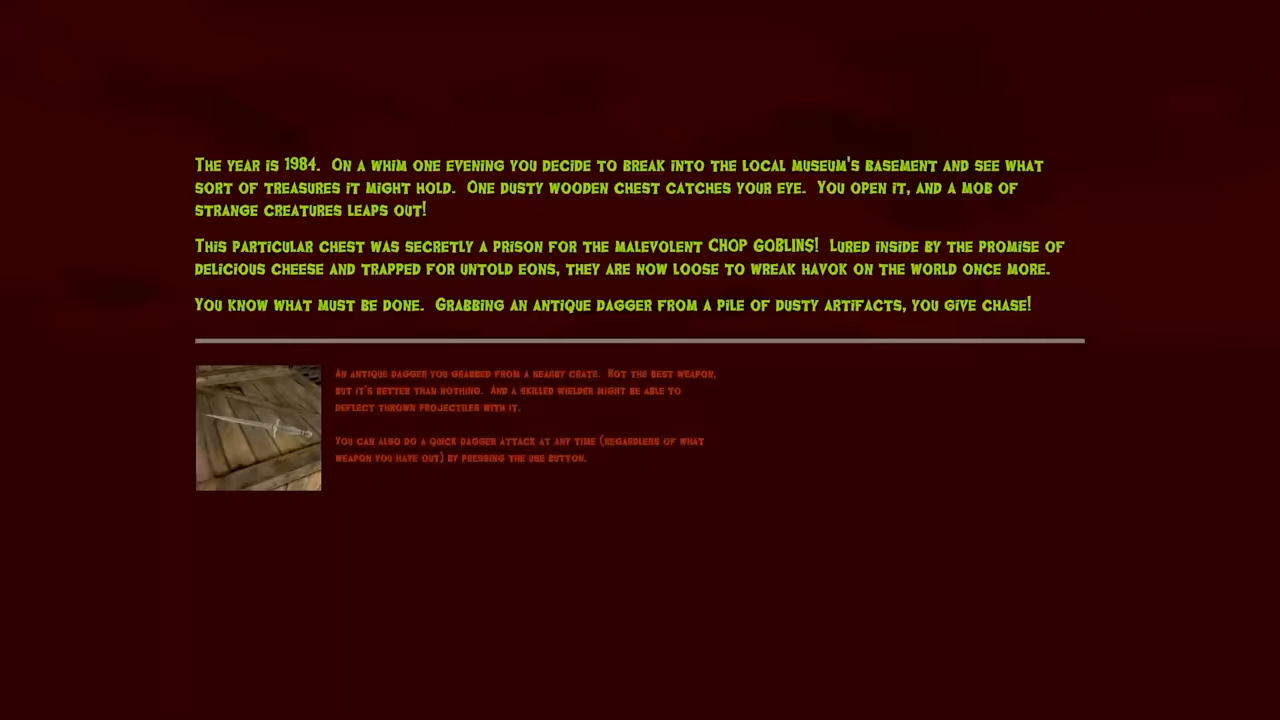 The year is 1984.  On a whim one evening you decide to break into the local museum's basement and see what
sort of treasures it might hold.  One dusty wooden chest catches your eye.  You open it, and a mob of
strange creatures leaps out!
This particular chest was secretly a prison for the malevolent CHOP GOBLINS!  Lured inside by the promise of
delicious cheese and trapped for untold eons, they are now loose to wreak havok on the world once more.
You know what must be done.  Grabbing an antique dagger from a pile of dusty artifacts, you give chase!
An antique dagger you grabbed from a nearby crate.  Not the best weapon,
but it's better than nothing.  And a skilled wielder might be able to
deflect thrown projectiles with it.
You can also do a quick dagger attack at any time (regardless of what
weapon you have out) by pressing the use button.